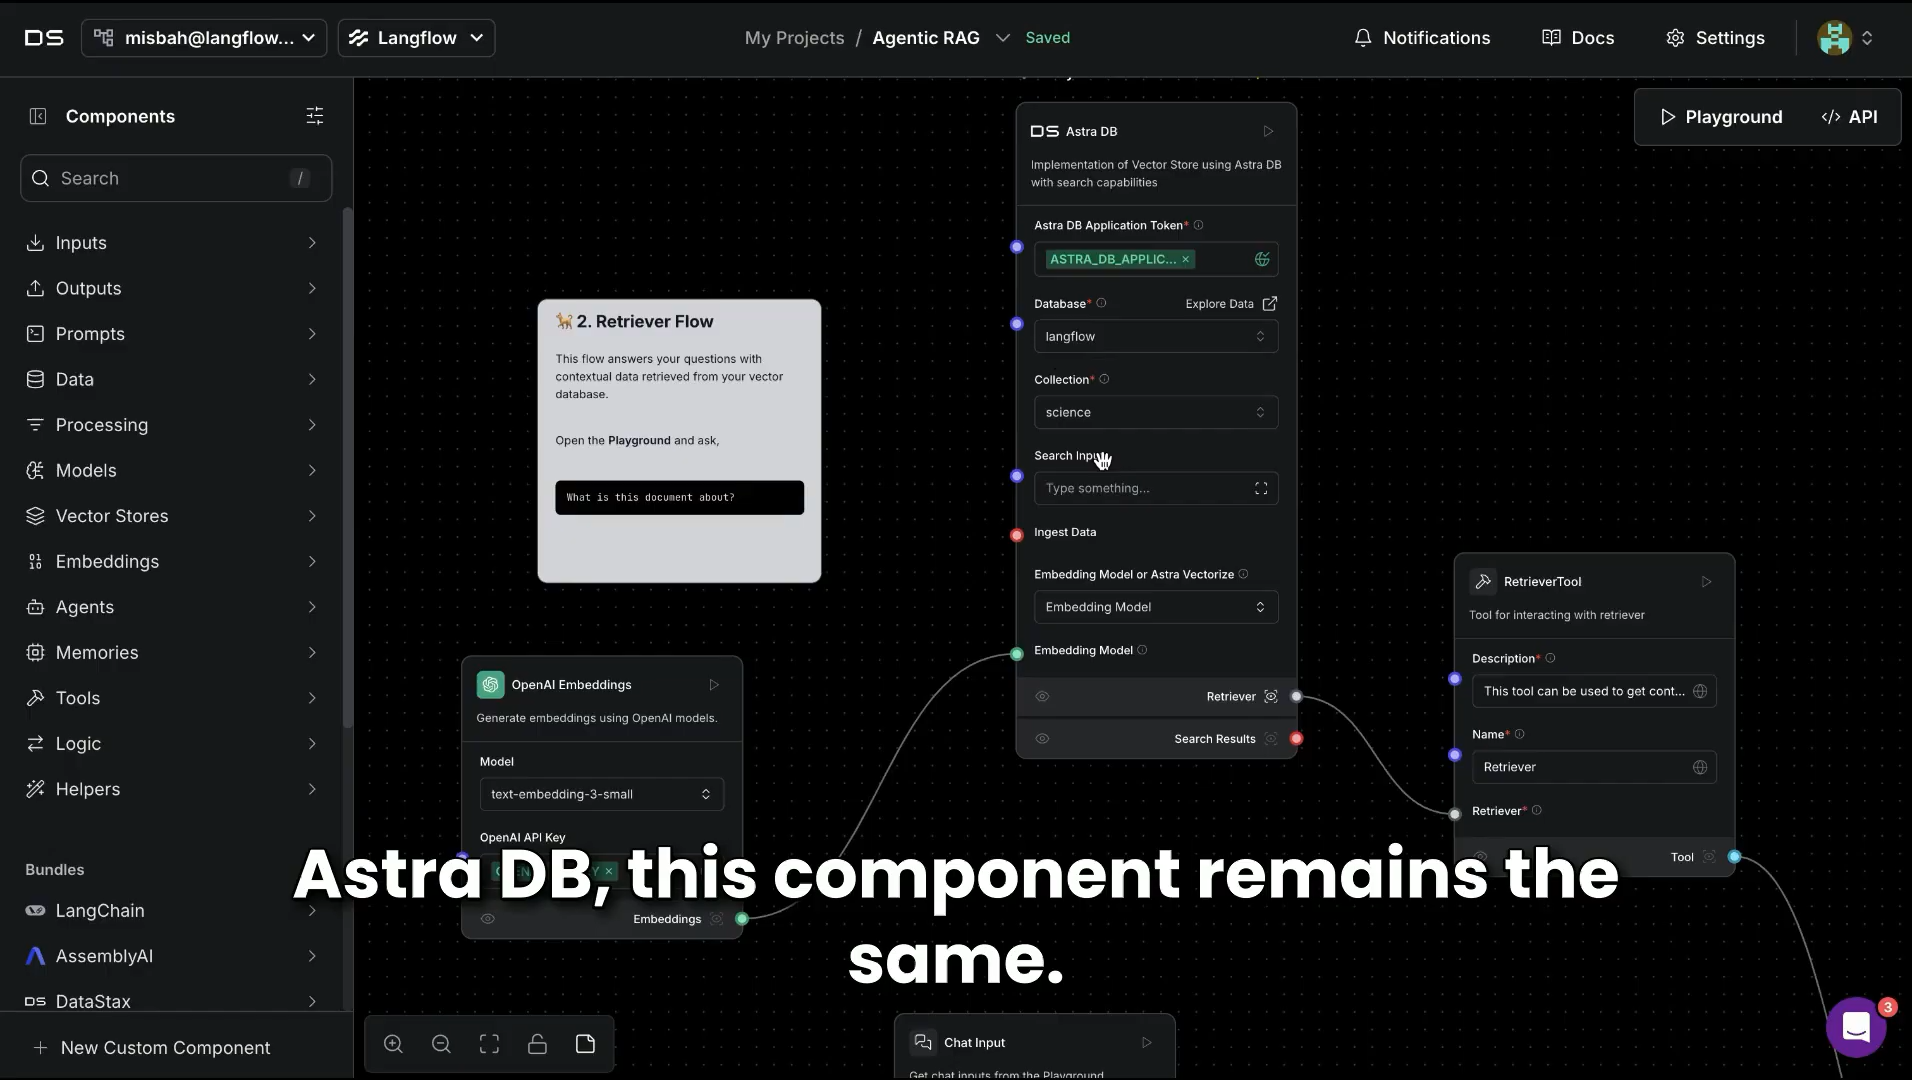 DS misbah@langflow... Langflow My Projects / Agentic RAG Saved Notifications Docs Settings
Components
Search /
Inputs
Outputs
Prompts
Data
Processing
Models
Vector Stores
Embeddings
Agents
Memories
Tools
Logic
Helpers
Bundles
LangChain
AssemblyAI
DS DataStax
+ New Custom Component
Playground </> API
2. Retriever Flow
This flow answers your questions with
contextual data retrieved from your vector
database.
Open the Playground and ask,
What is this document about?
OpenAI Embeddings
Generate embeddings using OpenAI models.
Model
text-embedding-3-small
OpenAI API Key
Embeddings
DS Astra DB
Implementation of Vector Store using Astra DB
with search capabilities
Astra DB Application Token*
ASTRA_DB_APPLIC... ×
Database* Explore Data
langflow
Collection*
science
Search Input
Type something...
Ingest Data
Embedding Model or Astra Vectorize
Embedding Model
Embedding Model
Retriever
Search Results
RetrieverTool
Tool for interacting with retriever
Description*
This tool can be used to get cont...
Name*
Retriever
Retriever*
Tool
Astra DB, this component remains the
same.
Chat Input
Get chat inputs from the Playground.
3